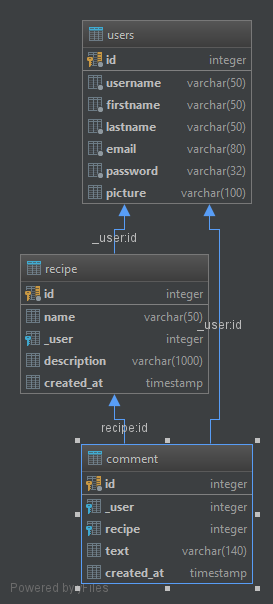 users
id integer
username varchar(50)
firstname varchar(50)
lastname varchar(50)
email varchar(80)
password varchar(32)
picture varchar(100)
_user:id
recipe
id integer
name varchar(50)
_user integer
description varchar(1000)
created_at timestamp
_user:id
recipe:id
comment
id integer
_user integer
recipe integer
text varchar(140)
created_at timestamp
Powered by yFiles